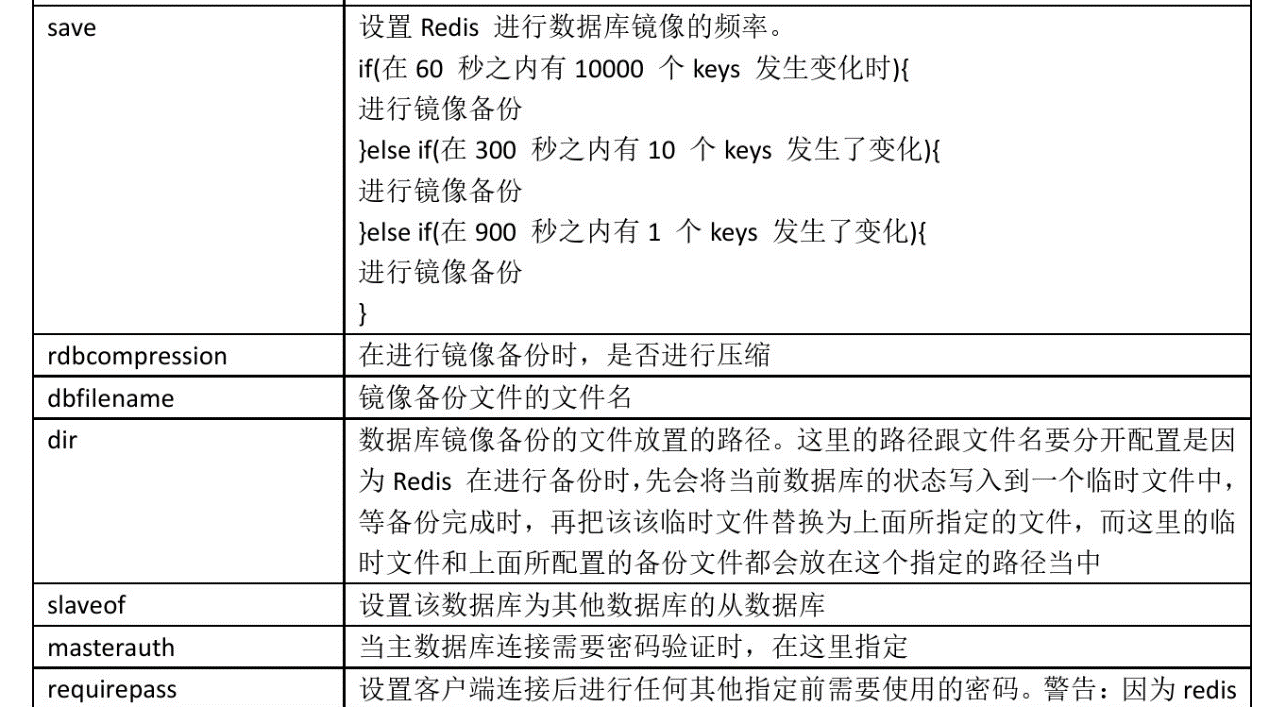 save
设置 Redis 进行数据库镜像的频率。
if(在 60 秒之内有 10000 个 keys 发生变化时){
进行镜像备份
}else if(在 300 秒之内有 10 个 keys 发生了变化){
进行镜像备份
}else if(在 900 秒之内有 1 个 keys 发生了变化){
进行镜像备份
}
rdbcompression
在进行镜像备份时，是否进行压缩
dbfilename
镜像备份文件的文件名
dir
数据库镜像备份的文件放置的路径。这里的路径跟文件名要分开配置是因
为 Redis 在进行备份时，先会将当前数据库的状态写入到一个临时文件中，
等备份完成时，再把该该临时文件替换为上面所指定的文件，而这里的临
时文件和上面所配置的备份文件都会放在这个指定的路径当中
slaveof
设置该数据库为其他数据库的从数据库
masterauth
当主数据库连接需要密码验证时，在这里指定
requirepass
设置客户端连接后进行任何其他指定前需要使用的密码。警告：因为 redis